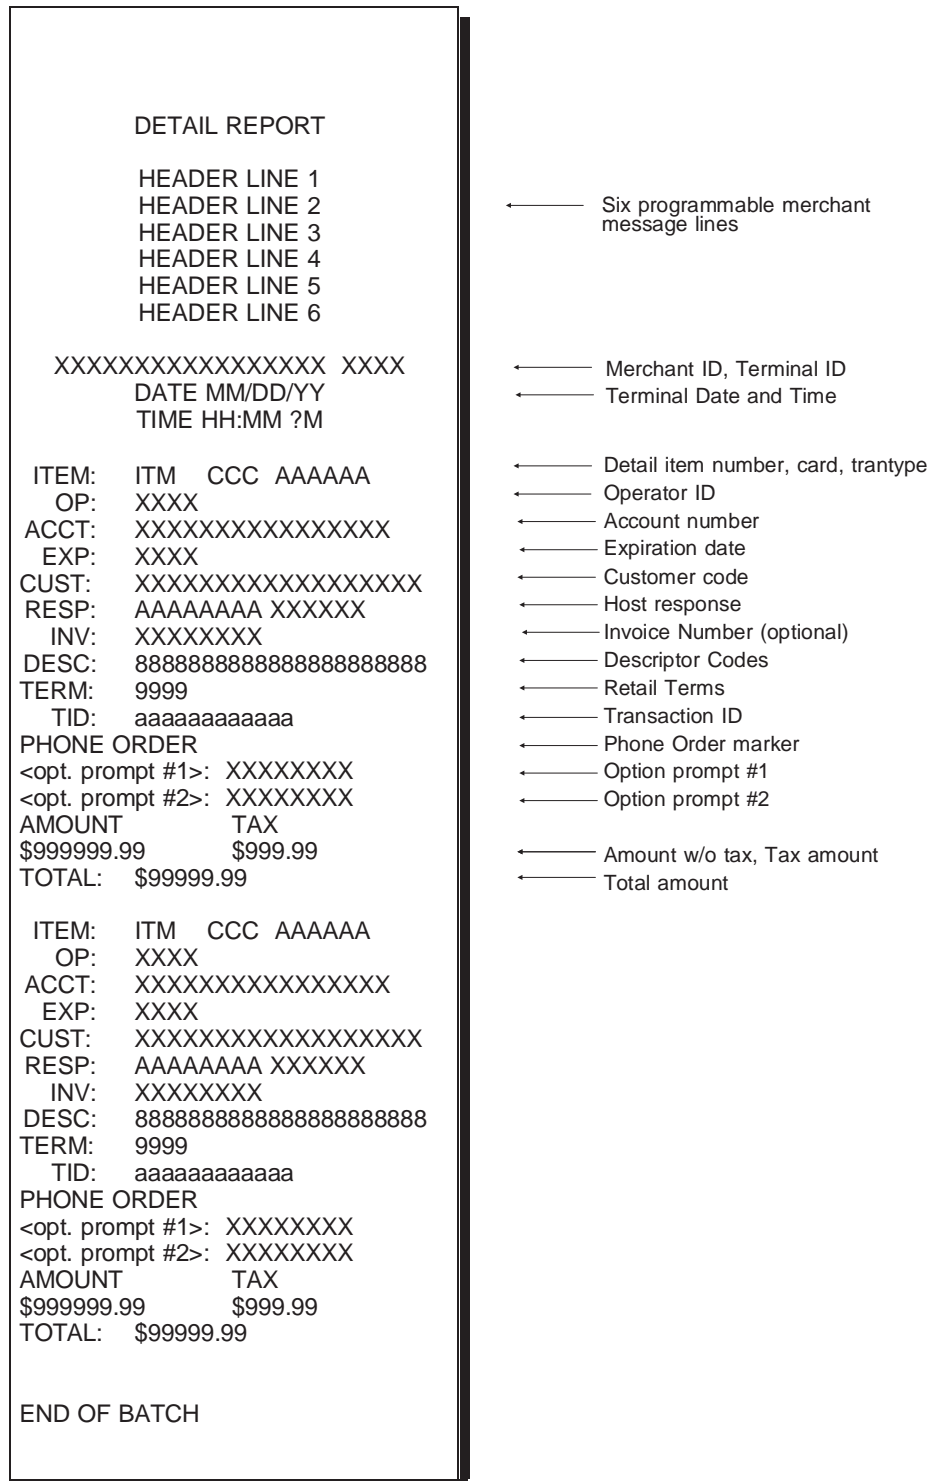 DETAIL REPORT
HEADER LINE 1
HEADER LINE 2
HEADER LINE 3
HEADER LINE 4
HEADER LINE 5
HEADER LINE 6
Six programmable merchant
message lines
XXXXXXXXXXXXXXXXX XXXX
Merchant ID, Terminal ID
DATE MM/DD/YY
Terminal Date and Time
TIME HH:MM ?M
ITEM: ITM CCC AAAAAA
Detail item number, card, trantype
OP: XXXX
Operator ID
ACCT: XXXXXXXXXXXXXXXX
Account number
EXP: XXXX
Expiration date
CUST: XXXXXXXXXXXXXXXXXX
Customer code
RESP: AAAAAAAA XXXXXX
Host response
INV: XXXXXXXX
Invoice Number (optional)
DESC: 8888888888888888888888
Descriptor Codes
TERM: 9999
Retail Terms
TID: aaaaaaaaaaaa
Transaction ID
PHONE ORDER
Phone Order marker
<opt. prompt #1>: XXXXXXXX
Option prompt #1
<opt. prompt #2>: XXXXXXXX
Option prompt #2
AMOUNT TAX
$999999.99 $999.99
Amount w/o tax, Tax amount
TOTAL: $99999.99
Total amount
ITEM: ITM CCC AAAAAA
OP: XXXX
ACCT: XXXXXXXXXXXXXXXX
EXP: XXXX
CUST: XXXXXXXXXXXXXXXXXX
RESP: AAAAAAAA XXXXXX
INV: XXXXXXXX
DESC: 8888888888888888888888
TERM: 9999
TID: aaaaaaaaaaaa
PHONE ORDER
<opt. prompt #1>: XXXXXXXX
<opt. prompt #2>: XXXXXXXX
AMOUNT TAX
$999999.99 $999.99
TOTAL: $99999.99
END OF BATCH